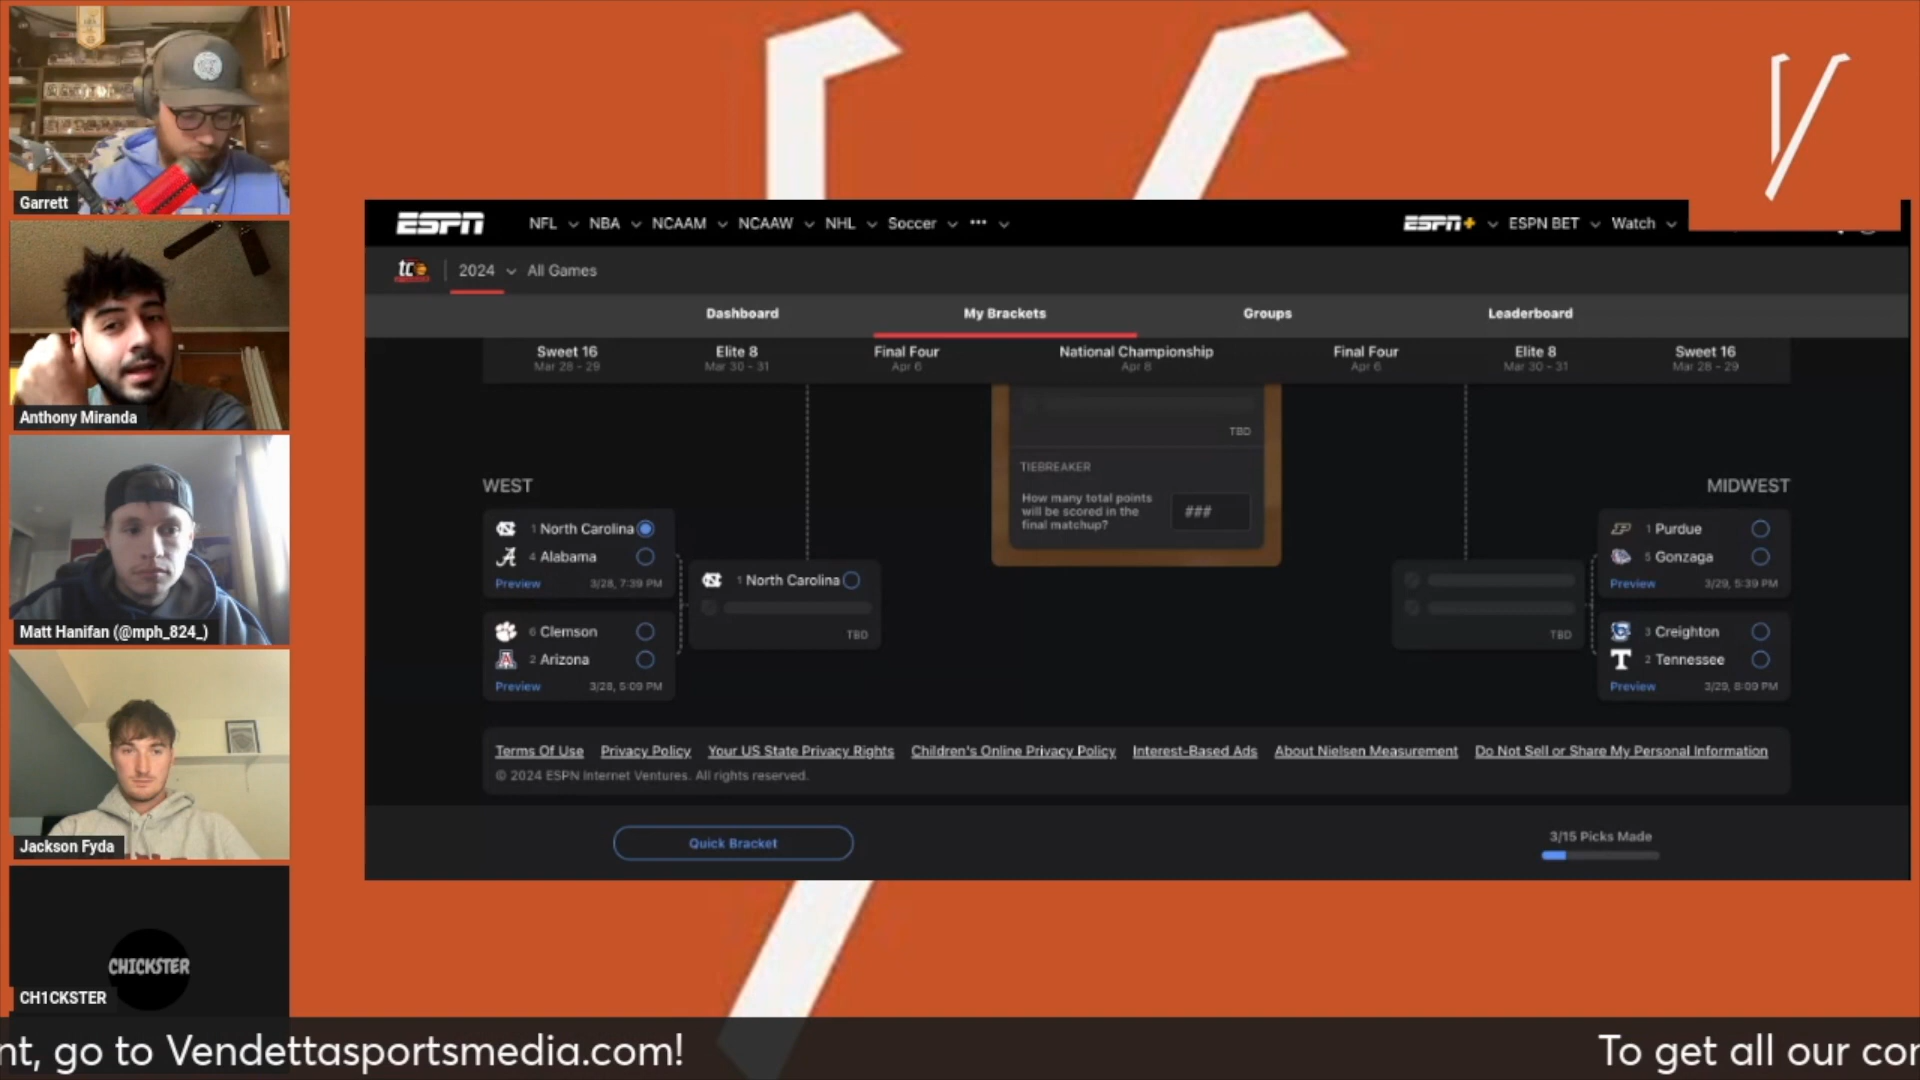 Garrett
Anthony Miranda
Matt Hanifan (@mph_824_)
Jackson Fyda
CHICKSTER
CH1CKSTER
ESPN NFL NBA NCAAM NCAAW NHL Soccer ••• ESPN+ ESPN BET Watch
tc 2024 All Games
Dashboard My Brackets Groups Leaderboard
Sweet 16 Elite 8 Final Four National Championship Final Four Elite 8 Sweet 16
Mar 28 - 29 Mar 30 - 31 Apr 6 Apr 8 Apr 6 Mar 30 - 31 Mar 28 - 29
TBD
TIEBREAKER
How many total points
will be scored in the
final matchup?
###
WEST
1 North Carolina
4 Alabama
Preview 3/28, 7:39 PM
6 Clemson
2 Arizona
Preview 3/28, 5:09 PM
1 North Carolina
TBD
MIDWEST
1 Purdue
5 Gonzaga
Preview 3/29, 5:39 PM
TBD
3 Creighton
2 Tennessee
Preview 3/29, 8:09 PM
Terms Of Use Privacy Policy Your US State Privacy Rights Children's Online Privacy Policy Interest-Based Ads About Nielsen Measurement Do Not Sell or Share My Personal Information
© 2024 ESPN Internet Ventures. All rights reserved.
Quick Bracket
3/15 Picks Made
nt, go to Vendettasportsmedia.com! To get all our con